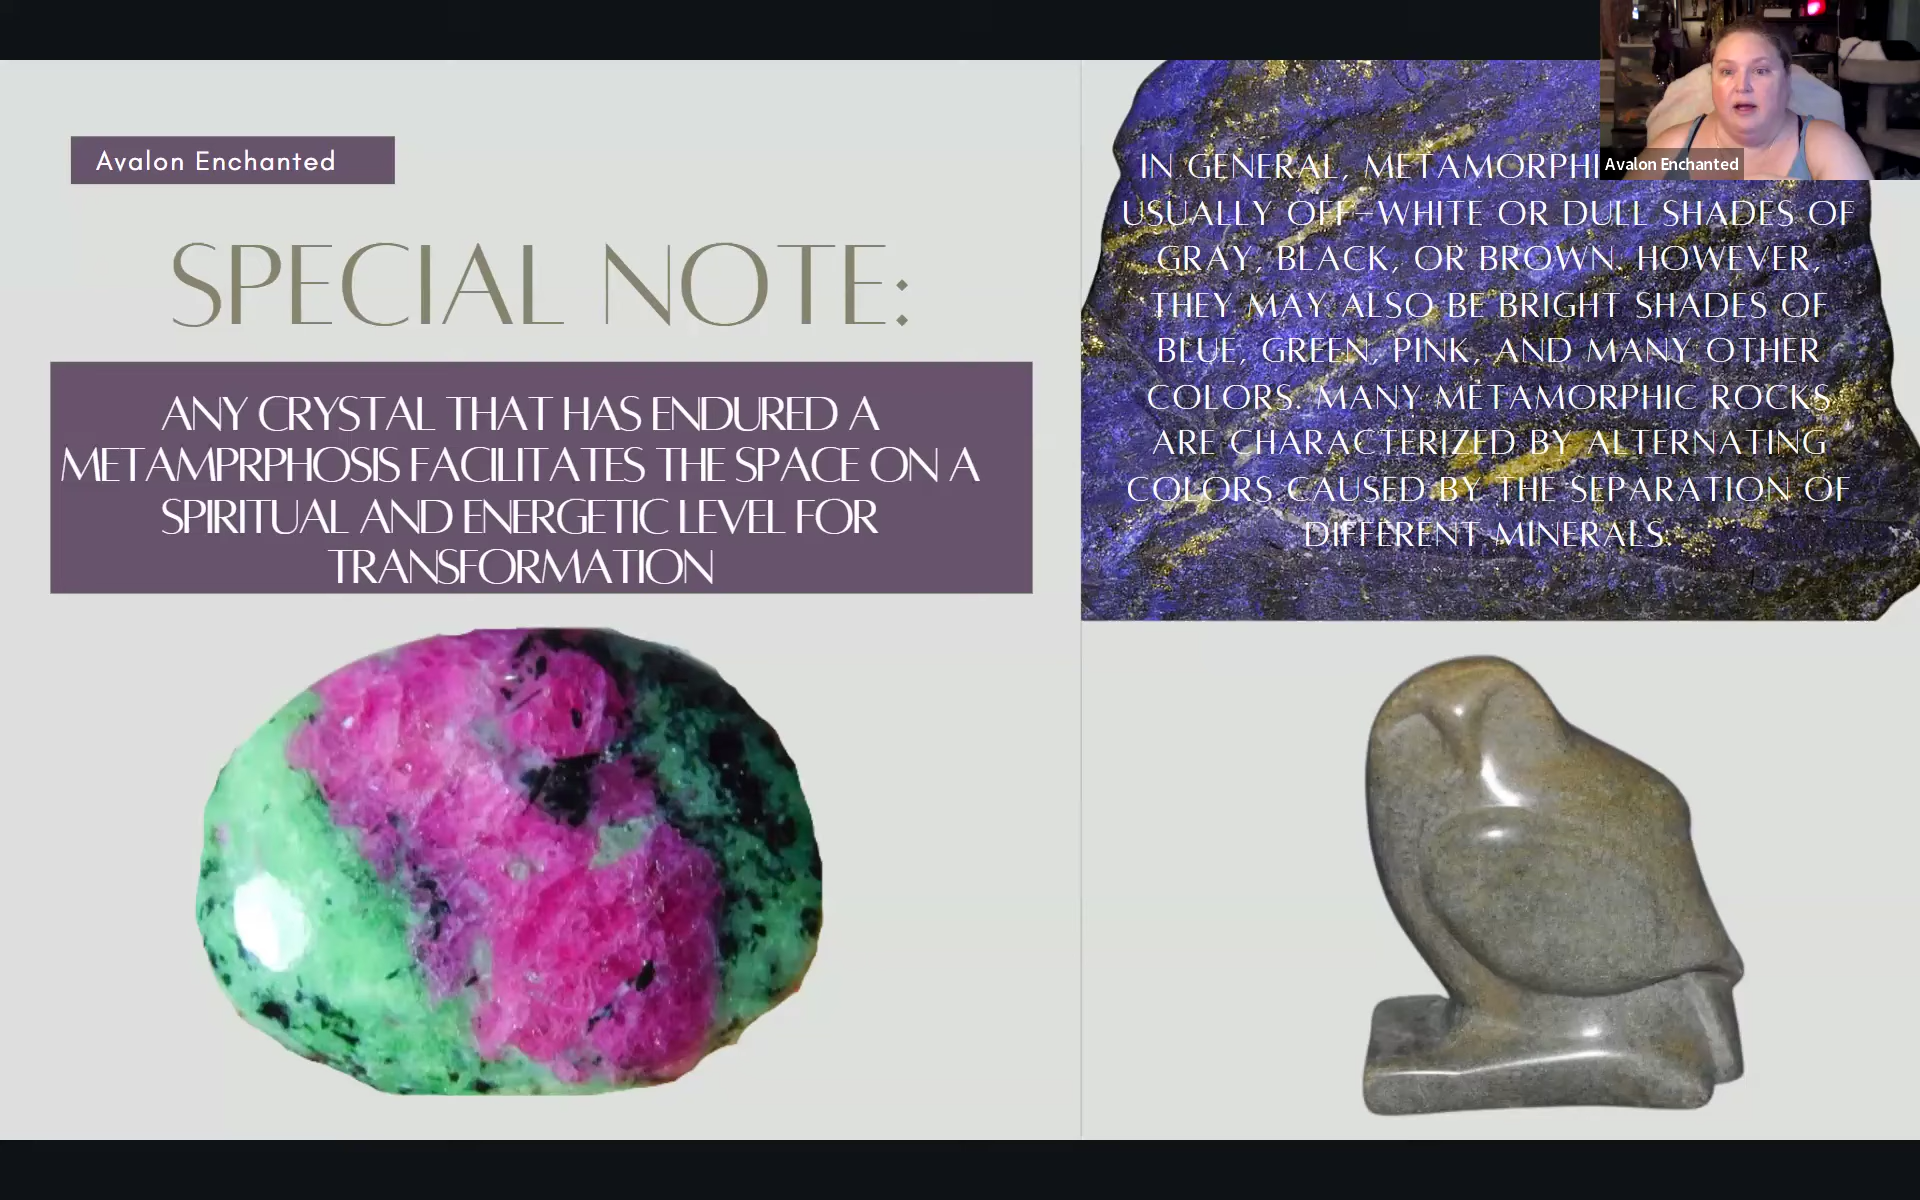 Avalon Enchanted
SPECIAL NOTE:
ANY CRYSTAL THAT HAS ENDURED A
METAMPRPHOSIS FACILITATES THE SPACE ON A
SPIRITUAL AND ENERGETIC LEVEL FOR
TRANSFORMATION
IN GENERAL, METAMORPHI
USUALLY OFF-WHITE OR DULL SHADES OF
GRAY, BLACK, OR BROWN. HOWEVER,
THEY MAY ALSO BE BRIGHT SHADES OF
BLUE, GREEN, PINK, AND MANY OTHER
COLORS. MANY METAMORPHIC ROCKS
ARE CHARACTERIZED BY ALTERNATING
COLORS CAUSED BY THE SEPARATION OF
DIFFERENT MINERALS.
Avalon Enchanted